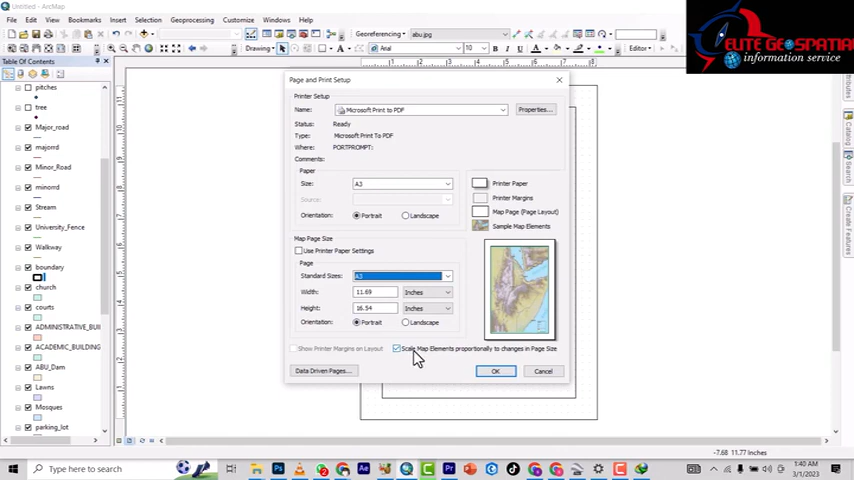 Untitled - ArcMap
File Edit View Bookmarks Insert Selection Geoprocessing Customize Windows Help
Georeferencing abu.jpg
Drawing Arial 10 B Editor
ELITE GEOSPATIAL
information service
Table Of Contents
pitches
tree
Major_road
majorrd
Minor_Road
minorrd
Stream
University_Fence
Walkway
boundary
church
courts
ADMINISTRATIVE_BUIL
ACADEMIC_BUILDING
ABU_Dam
Lawns
Mosques
parking_lot
Page and Print Setup
Printer Setup
Name: Microsoft Print to PDF Properties...
Status: Ready
Type: Microsoft Print To PDF
Where: PORTPROMPT:
Comments:
Paper
Size: A3
Source:
Orientation: Portrait Landscape
Printer Paper
Printer Margins
Map Page (Page Layout)
Sample Map Elements
Map Page Size
Use Printer Paper Settings
Page
Standard Sizes: A3
Width: 11.69 Inches
Height: 16.54 Inches
Orientation: Portrait Landscape
Show Printer Margins on Layout Scale Map Elements proportionally to changes in Page Size
Data Driven Pages... OK Cancel
Catalog
Search
Create Features
-7.68 11.77 Inches
Type here to search
1:40 AM
3/1/2023